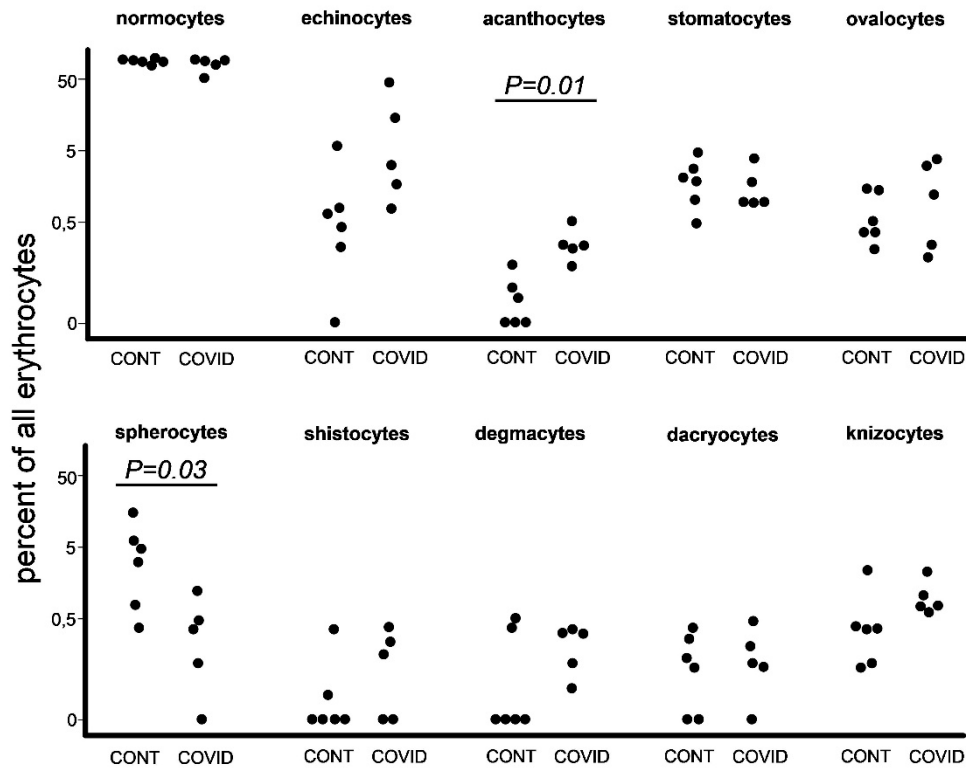 normocytes echinocytes acanthocytes stomatocytes ovalocytes
P=0.01
50
5
0,5
0
CONT COVID CONT COVID CONT COVID CONT COVID CONT COVID
percent of all erythrocytes
spherocytes shistocytes degmacytes dacryocytes knizocytes
P=0.03
50
5
0,5
0
CONT COVID CONT COVID CONT COVID CONT COVID CONT COVID